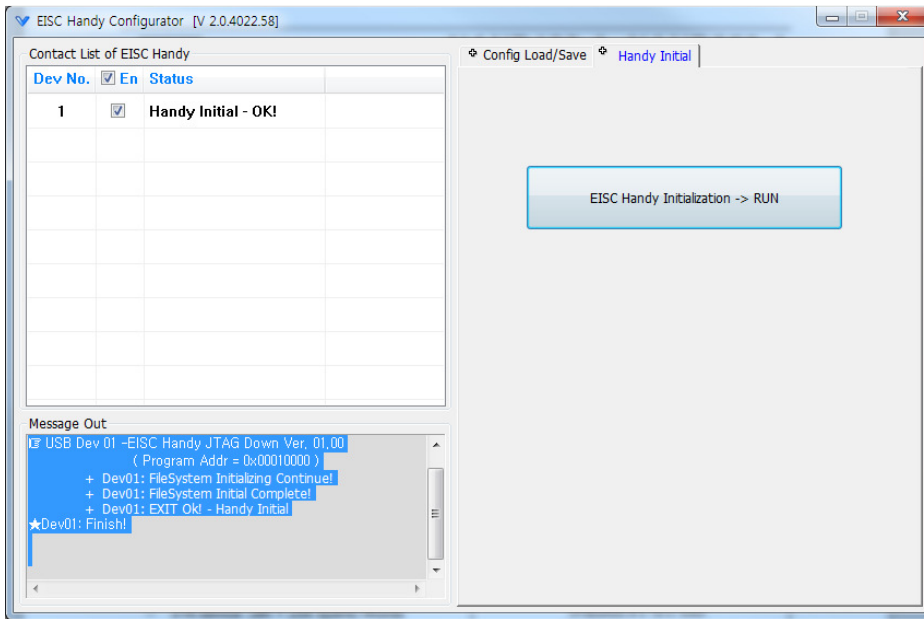 EISC Handy Configurator [V 2.0.4022.58]
Contact List of EISC Handy
Dev No. En Status
1 Handy Initial - OK!
Config Load/Save Handy Initial
EISC Handy Initialization -> RUN
Message Out
☞ USB Dev 01 -EISC Handy JTAG Down Ver, 01.00
( Program Addr = 0x00010000 )
+ Dev01: FileSystem Initializing Continue!
+ Dev01: FileSystem Initial Complete!
+ Dev01: EXIT Ok! - Handy Initial
★Dev01: Finish!